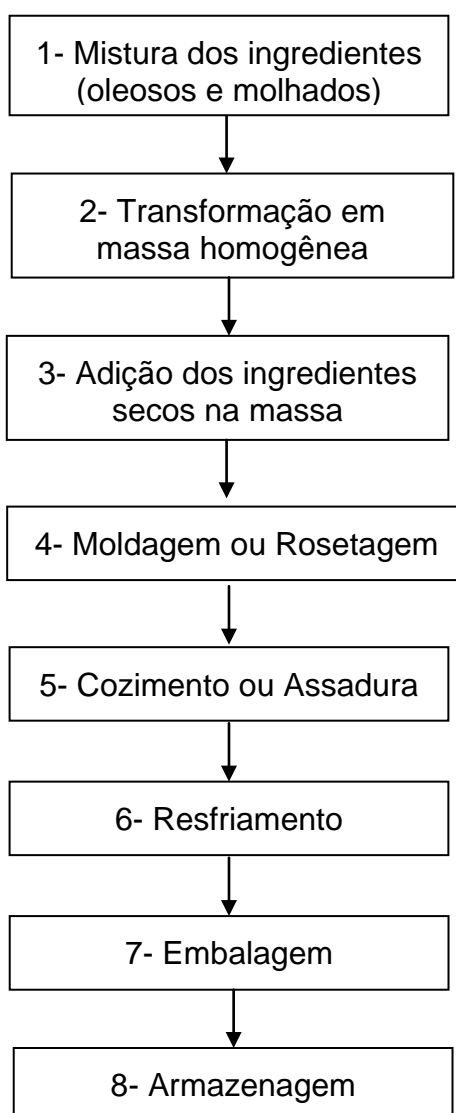 1- Mistura dos ingredientes
(oleosos e molhados)
2- Transformação em
massa homogênea
3- Adição dos ingredientes
secos na massa
4- Moldagem ou Rosetagem
5- Cozimento ou Assadura
6- Resfriamento
7- Embalagem
8- Armazenagem